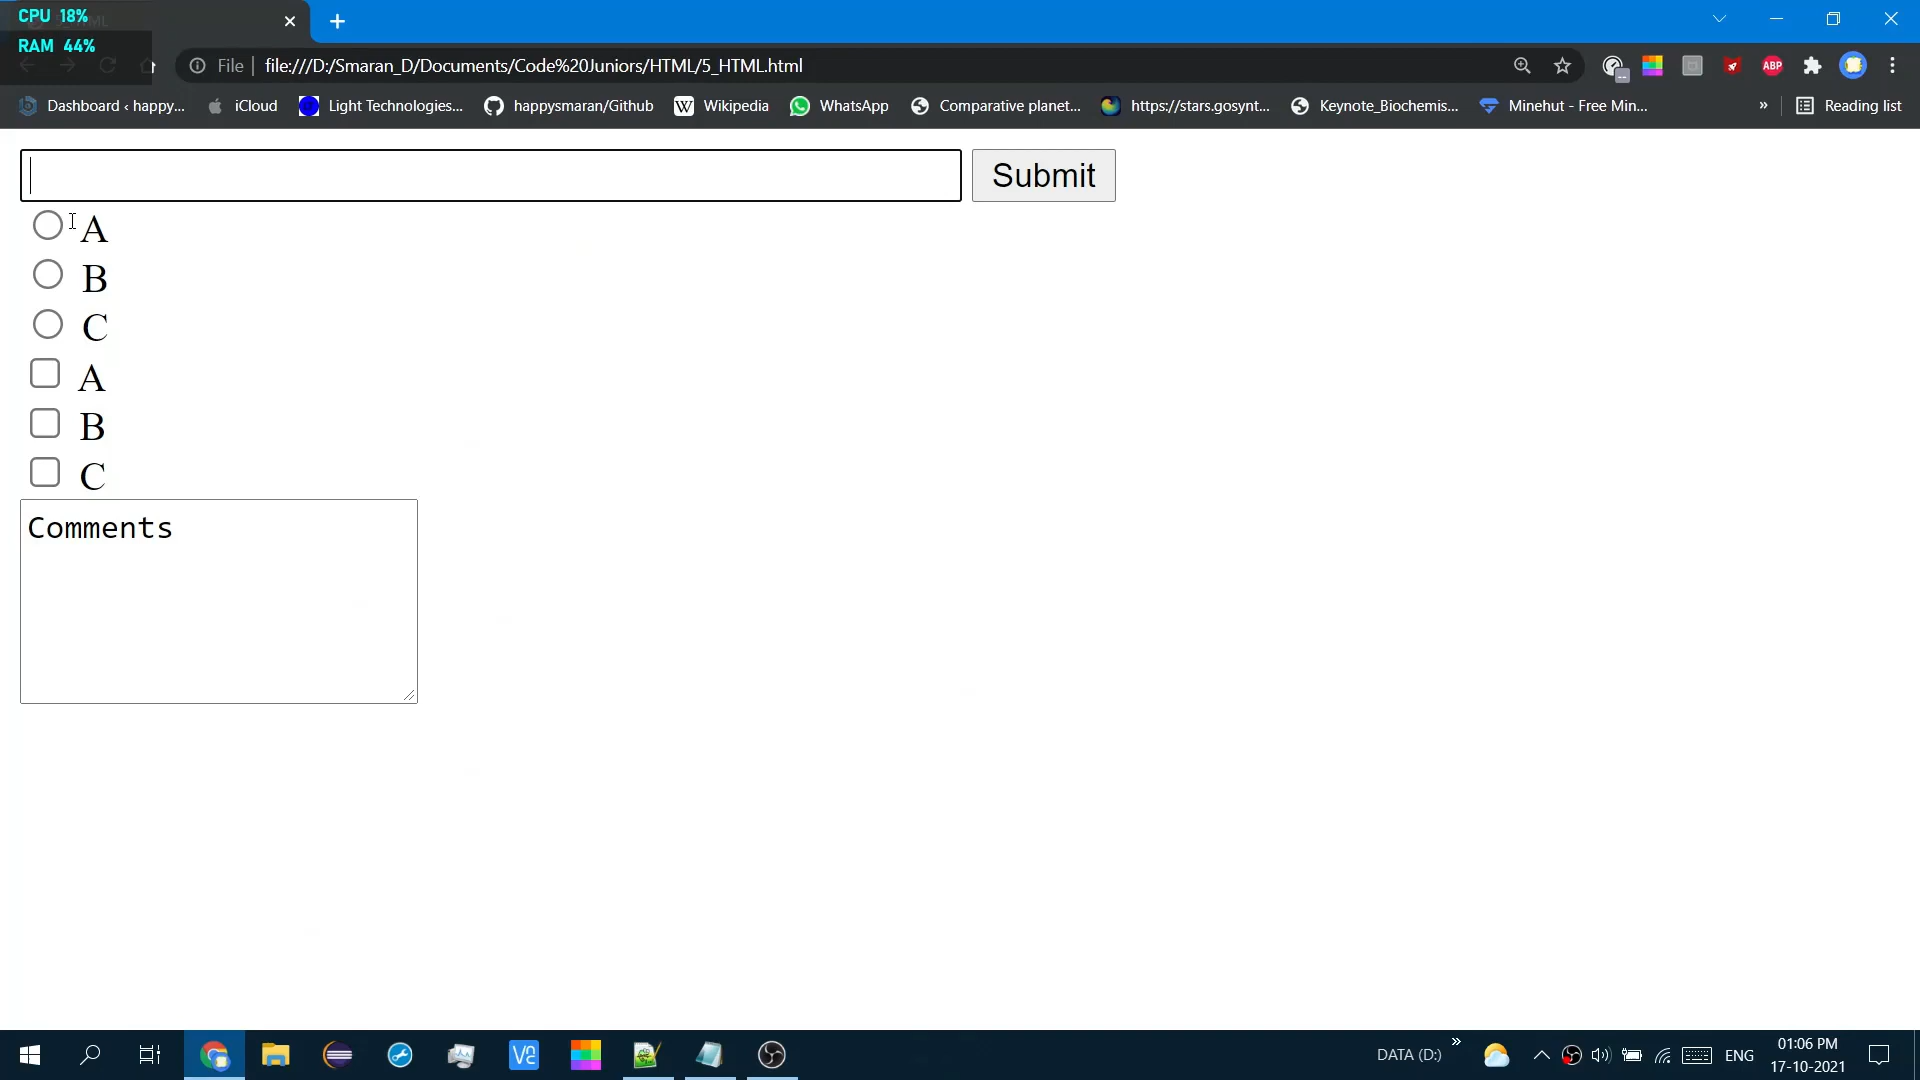 CPU 18%
RAM 44%
File file:///D:/Smaran_D/Documents/Code%20Juniors/HTML/5_HTML.html
ABP
Dashboard ‹ happy... iCloud Light Technologies... happysmaran/Github W Wikipedia WhatsApp Comparative planet... https://stars.gosynt... Keynote_Biochemis... Minehut - Free Min... » Reading list
Submit
A
B
C
A
B
C
Comments
DATA (D:) » ENG 01:06 PM
17-10-2021